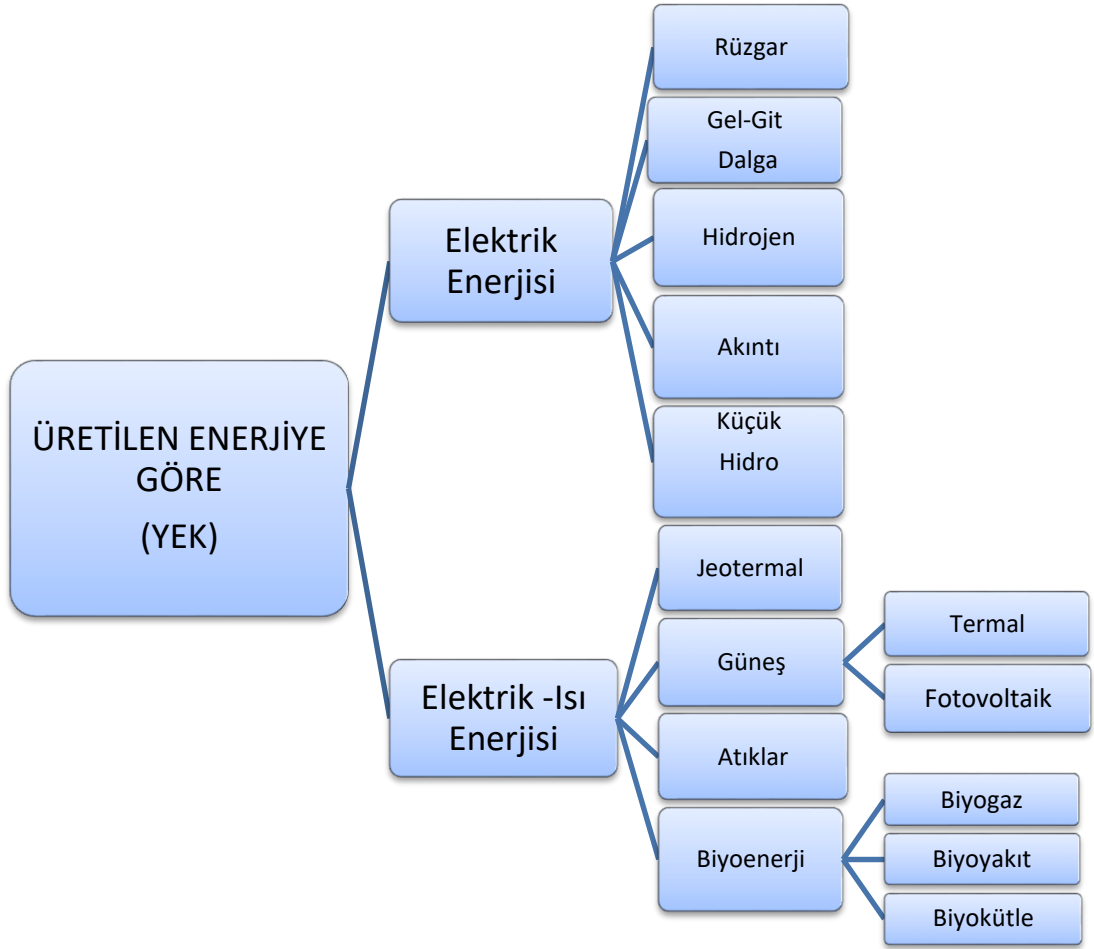 ÜRETİLEN ENERJİYE
GÖRE
(YEK)
Elektrik
Enerjisi
Rüzgar
Gel-Git
Dalga
Hidrojen
Akıntı
Küçük
Hidro
Elektrik -Isı
Enerjisi
Jeotermal
Güneş
Termal
Fotovoltaik
Atıklar
Biyoenerji
Biyogaz
Biyoyakıt
Biyokütle